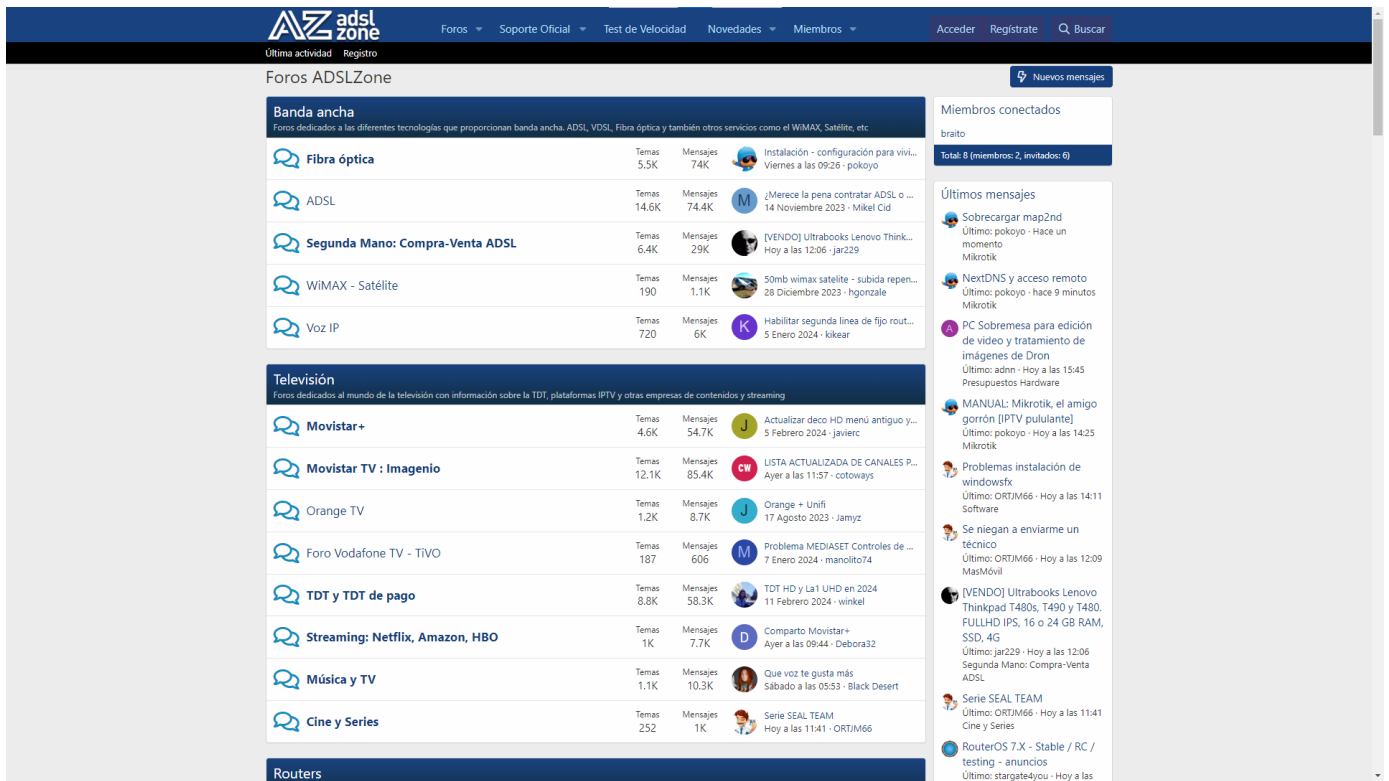 AZ adsl zone
Foros
Soporte Oficial
Test de Velocidad
Novedades
Miembros
Acceder
Regístrate
Buscar
Última actividad
Registro
Foros ADSLZone
Nuevos mensajes
Banda ancha
Foros dedicados a las diferentes tecnologías que proporcionan banda ancha. ADSL, VDSL, Fibra óptica y también otros servicios como el WiMAX, Satélite, etc
Fibra óptica
Temas
5.5K
Mensajes
74K
Instalación - configuración para vivi...
Viernes a las 09:26 · pokoyo
ADSL
Temas
14.6K
Mensajes
74.4K
M
¿Merece la pena contratar ADSL o ...
14 Noviembre 2023 · Mikel Cid
Segunda Mano: Compra-Venta ADSL
Temas
6.4K
Mensajes
29K
[VENDO] Ultrabooks Lenovo Think...
Hoy a las 12:06 · jar229
WiMAX - Satélite
Temas
190
Mensajes
1.1K
50mb wimax satelite - subida repen...
28 Diciembre 2023 · hgonzale
Voz IP
Temas
720
Mensajes
6K
K
Habilitar segunda linea de fijo rout...
5 Enero 2024 · kikear
Televisión
Foros dedicados al mundo de la televisión con información sobre la TDT, plataformas IPTV y otras empresas de contenidos y streaming
Movistar+
Temas
4.6K
Mensajes
54.7K
J
Actualizar deco HD menú antiguo y...
5 Febrero 2024 · javierc
Movistar TV : Imagenio
Temas
12.1K
Mensajes
85.4K
CW
LISTA ACTUALIZADA DE CANALES P...
Ayer a las 11:57 · cotoways
Orange TV
Temas
1.2K
Mensajes
8.7K
J
Orange + Unifi
17 Agosto 2023 · Jamyz
Foro Vodafone TV - TiVO
Temas
187
Mensajes
606
M
Problema MEDIASET Controles de ...
7 Enero 2024 · manolito74
TDT y TDT de pago
Temas
8.8K
Mensajes
58.3K
TDT HD y La1 UHD en 2024
11 Febrero 2024 · winkel
Streaming: Netflix, Amazon, HBO
Temas
1K
Mensajes
7.7K
D
Comparto Movistar+
Ayer a las 09:44 · Debora32
Música y TV
Temas
1.1K
Mensajes
10.3K
Que voz te gusta más
Sábado a las 05:53 · Black Desert
Cine y Series
Temas
252
Mensajes
1K
Serie SEAL TEAM
Hoy a las 11:41 · ORTJM66
Routers
Miembros conectados
braito
Total: 8 (miembros: 2, invitados: 6)
Últimos mensajes
Sobrecargar map2nd
Último: pokoyo · Hace un
momento
Mikrotik
NextDNS y acceso remoto
Último: pokoyo · hace 9 minutos
Mikrotik
A
PC Sobremesa para edición
de video y tratamiento de
imágenes de Dron
Último: adnn · Hoy a las 15:45
Presupuestos Hardware
MANUAL: Mikrotik, el amigo
gorrón [IPTV pululante]
Último: pokoyo · Hoy a las 14:25
Mikrotik
Problemas instalación de
windowsfx
Último: ORTJM66 · Hoy a las 14:11
Software
Se niegan a enviarme un
técnico
Último: ORTJM66 · Hoy a las 12:09
MasMóvil
[VENDO] Ultrabooks Lenovo
Thinkpad T480s, T490 y T480.
FULLHD IPS, 16 o 24 GB RAM,
SSD, 4G
Último: jar229 · Hoy a las 12:06
Segunda Mano: Compra-Venta
ADSL
Serie SEAL TEAM
Último: ORTJM66 · Hoy a las 11:41
Cine y Series
RouterOS 7.X - Stable / RC /
testing - anuncios
Último: stargate4you · Hoy a las